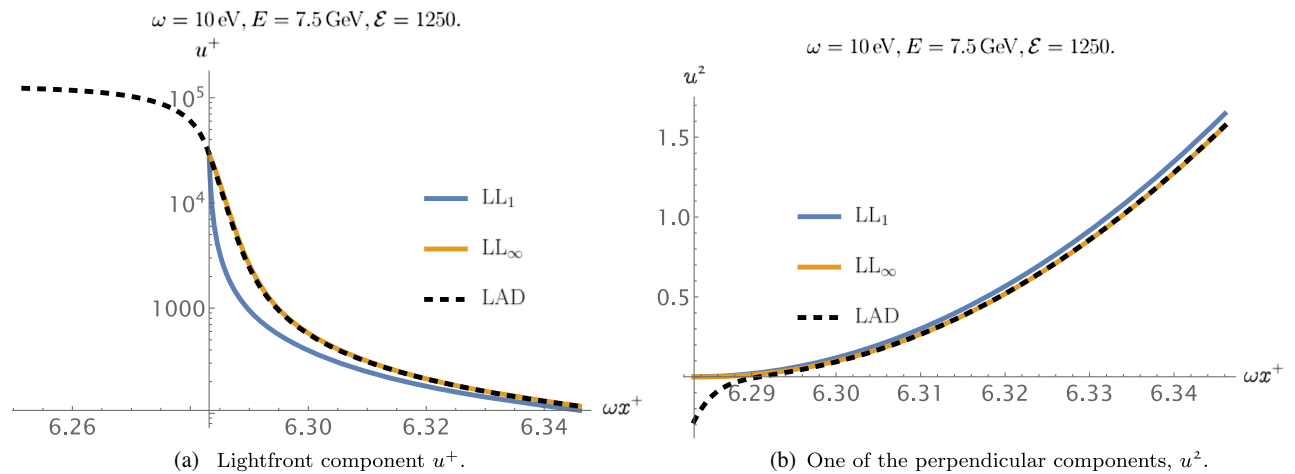 ω = 10 eV, E = 7.5 GeV, ℰ = 1250.
u⁺
10⁵
10⁴
1000
LL₁
LL∞
LAD
6.26
6.30
6.32
6.34
ωx⁺
(a) Lightfront component u⁺.
ω = 10 eV, E = 7.5 GeV, ℰ = 1250.
u²
1.5
1.0
0.5
LL₁
LL∞
LAD
6.29
6.30
6.31
6.32
6.33
6.34
ωx⁺
(b) One of the perpendicular components, u².